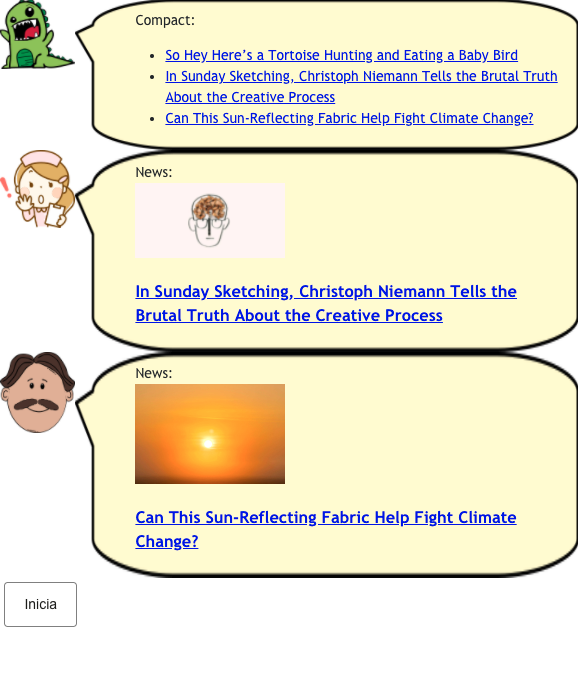 Compact:
So Hey Here’s a Tortoise Hunting and Eating a Baby Bird
In Sunday Sketching, Christoph Niemann Tells the Brutal Truth
About the Creative Process
Can This Sun-Reflecting Fabric Help Fight Climate Change?
News:
In Sunday Sketching, Christoph Niemann Tells the
Brutal Truth About the Creative Process
News:
Can This Sun-Reflecting Fabric Help Fight Climate
Change?
Inicia